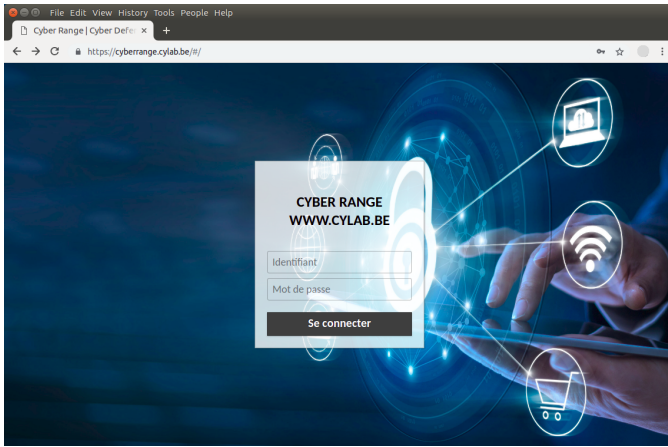 File Edit View History Tools People Help
Cyber Range | Cyber Defe
https://cyberrange.cylab.be/#/
CYBER RANGE
WWW.CYLAB.BE
Identifiant
Mot de passe
Se connecter